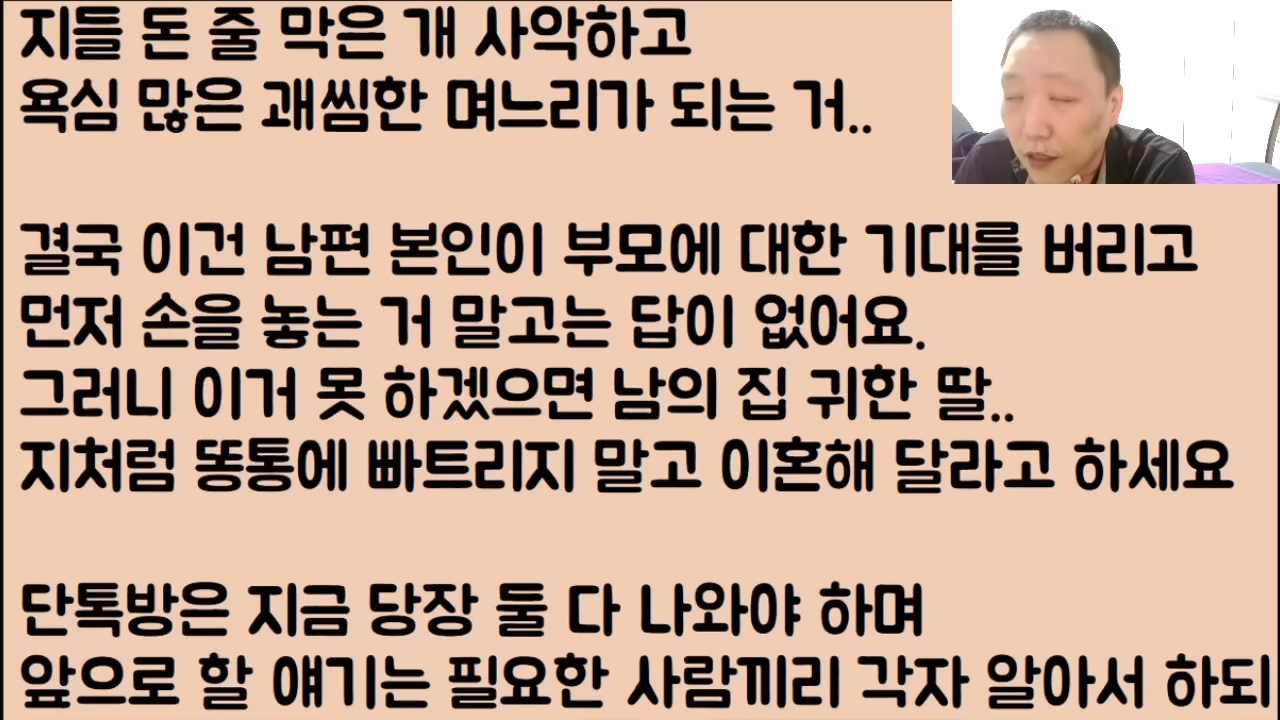 지들 돈 줄 막은 개 사악하고
욕심 많은 괘씸한 며느리가 되는 거..
결국 이건 남편 본인이 부모에 대한 기대를 버리고
먼저 손을 놓는 거 말고는 답이 없어요.
그러니 이거 못 하겠으면 남의 집 귀한 딸..
지처럼 똥통에 빠트리지 말고 이혼해 달라고 하세요
단톡방은 지금 당장 둘 다 나와야 하며
앞으로 할 얘기는 필요한 사람끼리 각자 알아서 하되